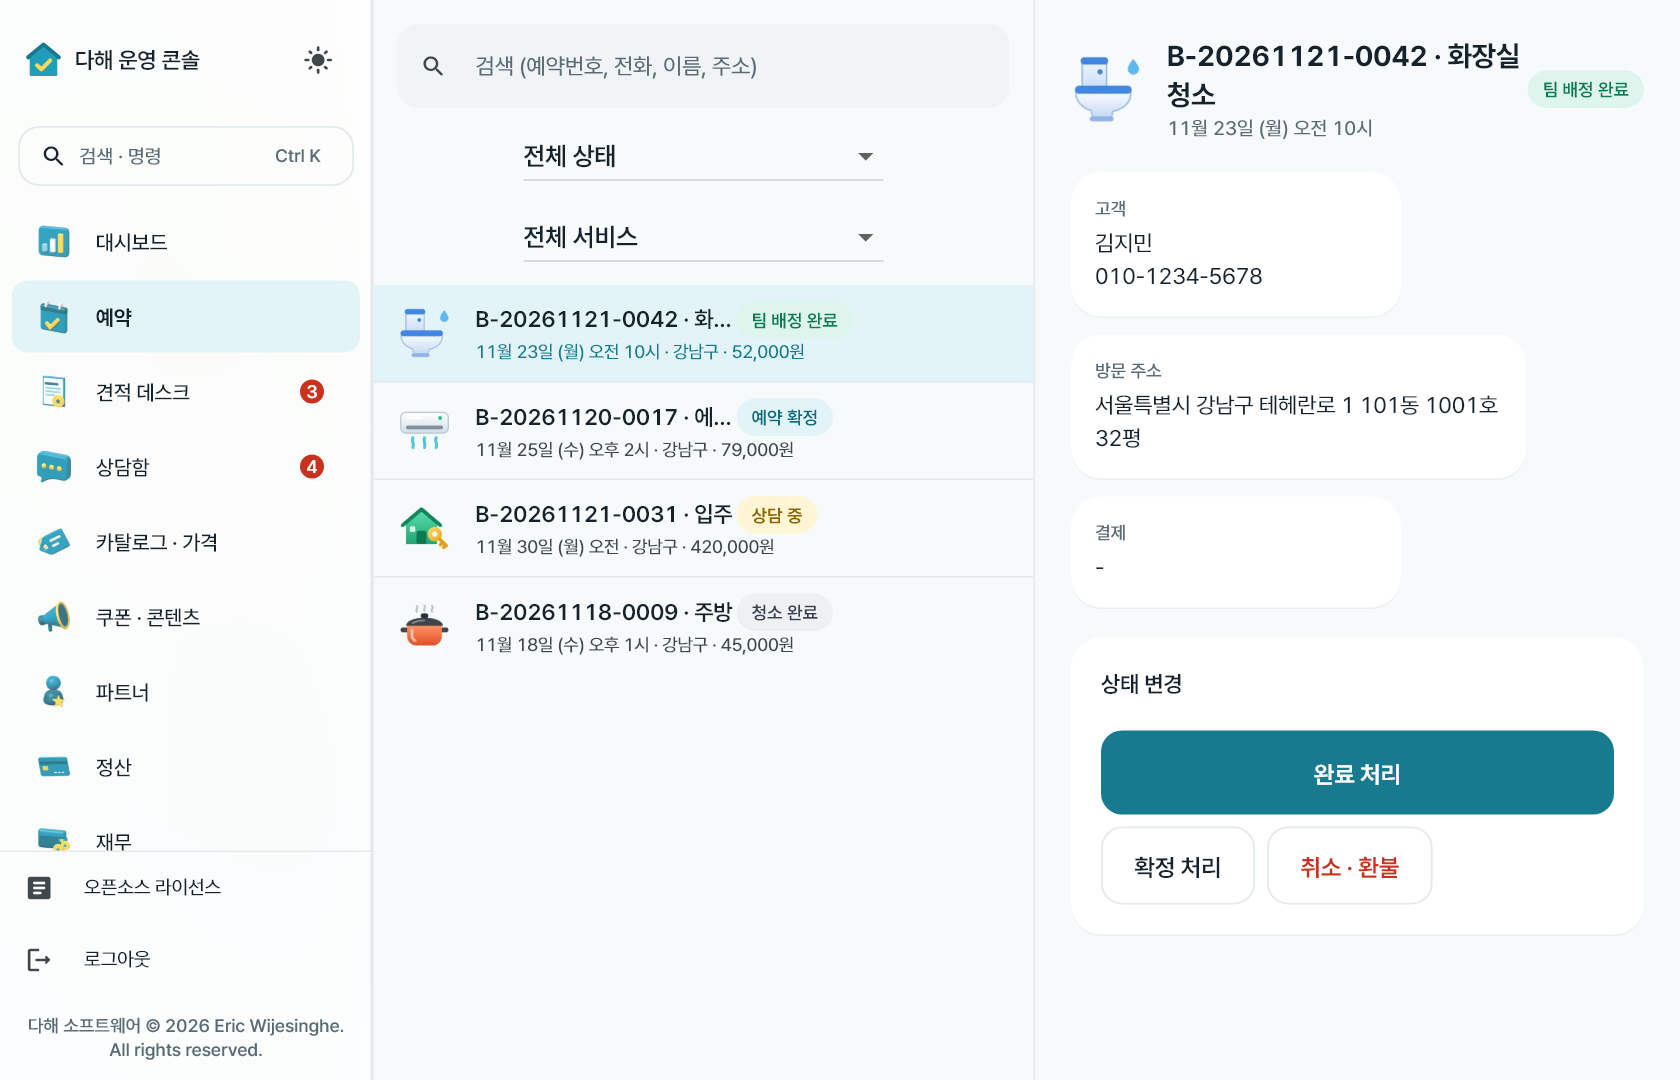 다해 운영 콘솔
검색 · 명령 Ctrl K
대시보드
예약
견적 데스크 3
상담함 4
카탈로그 · 가격
쿠폰 · 콘텐츠
파트너
정산
재무
오픈소스 라이선스
로그아웃
다해 소프트웨어 © 2026 Eric Wijesinghe.
All rights reserved.
검색 (예약번호, 전화, 이름, 주소)
전체 상태
전체 서비스
B-20261121-0042 · 화... 팀 배정 완료
11월 23일 (월) 오전 10시 · 강남구 · 52,000원
B-20261120-0017 · 에... 예약 확정
11월 25일 (수) 오후 2시 · 강남구 · 79,000원
B-20261121-0031 · 입주 상담 중
11월 30일 (월) 오전 · 강남구 · 420,000원
B-20261118-0009 · 주방 청소 완료
11월 18일 (수) 오후 1시 · 강남구 · 45,000원
B-20261121-0042 · 화장실
청소
팀 배정 완료
11월 23일 (월) 오전 10시
고객
김지민
010-1234-5678
방문 주소
서울특별시 강남구 테헤란로 1 101동 1001호
32평
결제
-
상태 변경
완료 처리
확정 처리
취소 · 환불